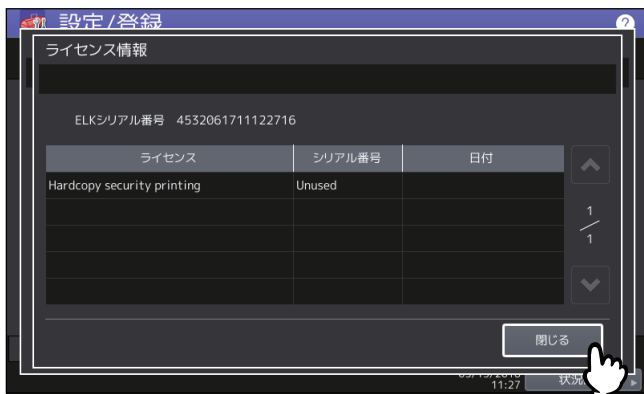 設定/登録
?
ライセンス情報
ELKシリアル番号 4532061711122716
ライセンス シリアル番号 日付
Hardcopy security printing Unused
1
1
閉じる
11:27 状況